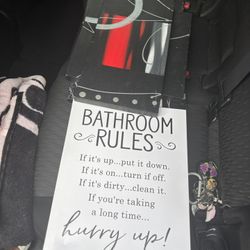 BATHROOM
RULES
If it's up...put it down.
If it's on...turn it off.
If it's dirty...clean it.
If you're taking
a long time...
hurry up!